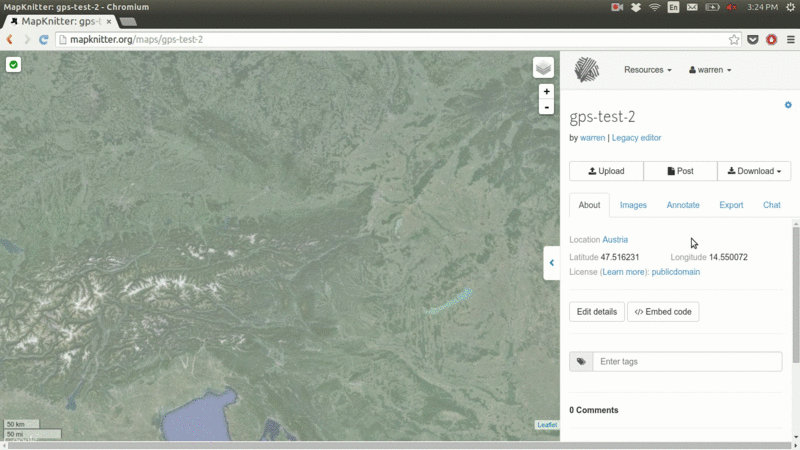 MapKnitter: gps-test-2 - Chromium
En
3:24 PM
MapKnitter: gps-t
mapknitter.org/maps/gps-test-2
Resources
warren
+
-
gps-test-2
by warren | Legacy editor
Upload
Post
Download
About
Images
Annotate
Export
Chat
Location Austria
Latitude 47.516231
Longitude 14.550072
License (Learn more): publicdomain
Edit details
</> Embed code
Enter tags
0 Comments
50 km
50 mi
Leaflet